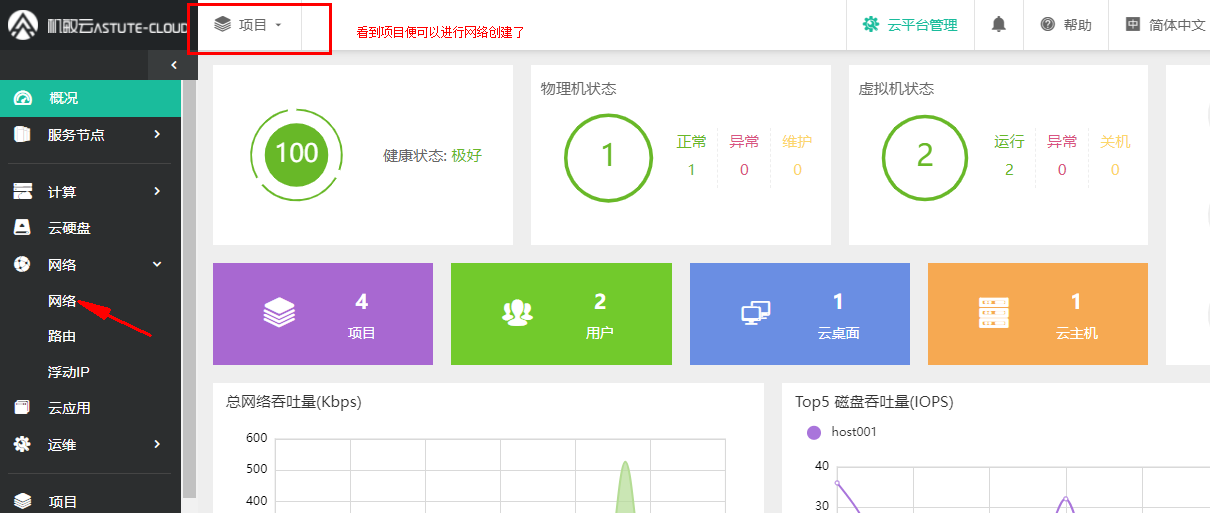 机敏云ASTUTE-CLOUD
项目
看到项目便可以进行网络创建了
云平台管理
帮助
简体中文
概况
服务节点
计算
云硬盘
网络
网络
路由
浮动IP
云应用
运维
项目
100
健康状态: 极好
物理机状态
1
正常 异常 维护
1 0 0
虚拟机状态
2
运行 异常 关机
2 0 0
4
项目
2
用户
1
云桌面
1
云主机
总网络吞吐量(Kbps)
600
500
400
Top5 磁盘吞吐量(IOPS)
host001
40
30